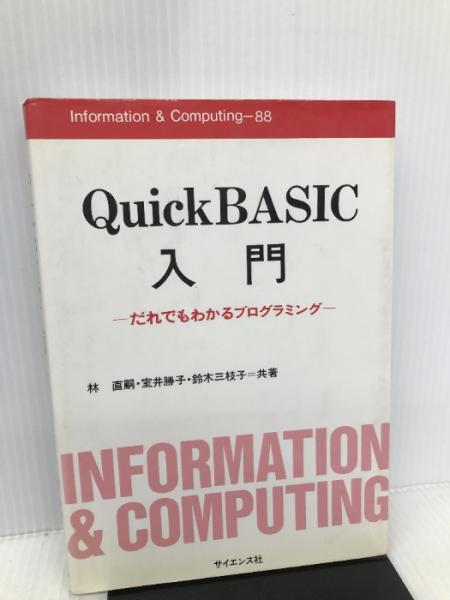 Information & Computing—88
QuickBASIC
入門
—だれでもわかるプログラミング—
林 直嗣・室井勝子・鈴木三枝子=共著
INFORMATION
& COMPUTING
サイエンス社